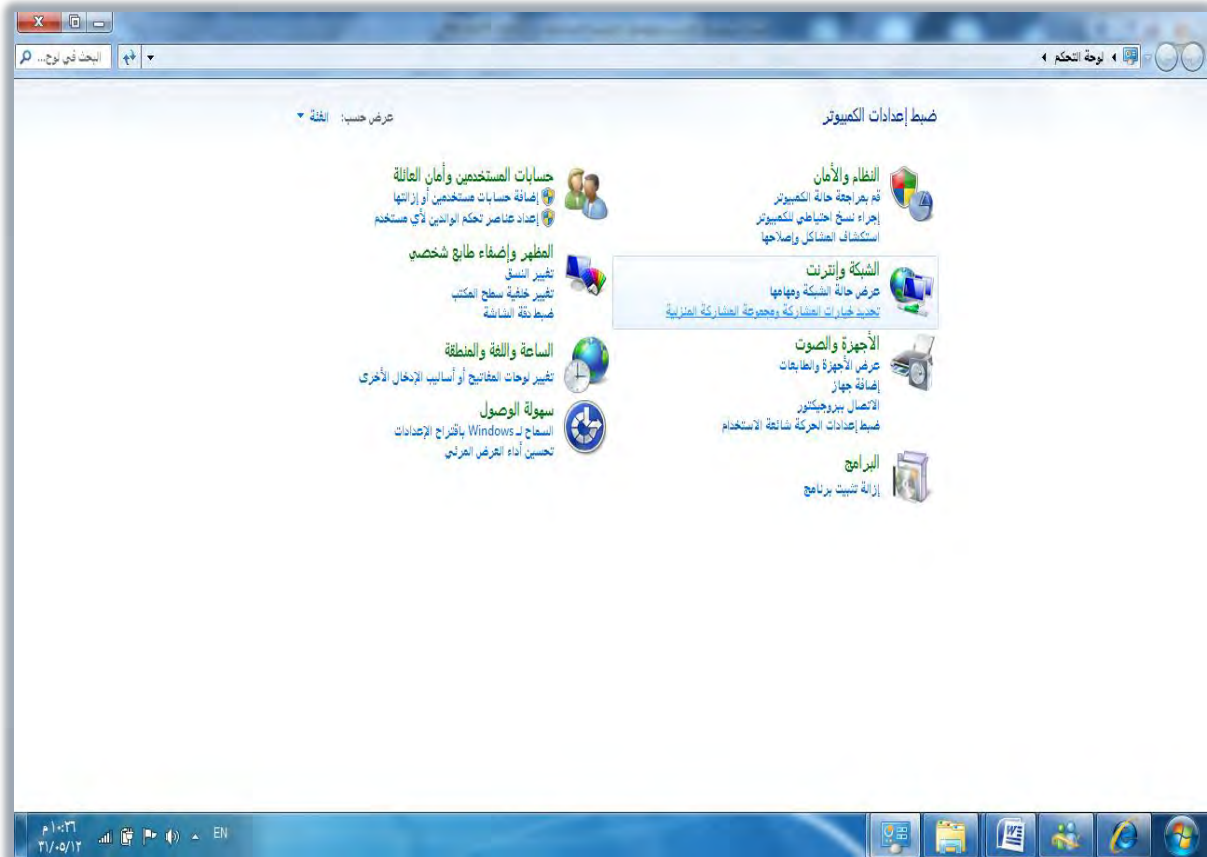 لوحة التحكم
البحث في لوح...
ضبط إعدادات الكمبيوتر
عرض حسب: الفئة
النظام والأمان
قم بمراجعة حالة الكمبيوتر
إجراء نسخ احتياطي للكمبيوتر
استكشاف المشاكل وإصلاحها
الشبكة وإنترنت
عرض حالة الشبكة ومهامها
تحديد خيارات المشاركة ومجموعة المشاركة المنزلية
الأجهزة والصوت
عرض الأجهزة والطابعات
إضافة جهاز
الاتصال ببروجيكتور
ضبط إعدادات الحركة شائعة الاستخدام
البرامج
إزالة تثبيت برنامج
حسابات المستخدمين وأمان العائلة
إضافة حسابات مستخدمين أو إزالتها
إعداد عناصر تحكم الوالدين لأي مستخدم
المظهر وإضفاء طابع شخصي
تغيير النسق
تغيير خلفية سطح المكتب
ضبط دقة الشاشة
الساعة واللغة والمنطقة
تغيير لوحات المفاتيح أو أساليب الإدخال الأخرى
سهولة الوصول
السماح لـ Windows باقتراح الإعدادات
تحسين أداء العرض المرئي
EN
١٠:٢٦ م
٣١/٠٥/١٢